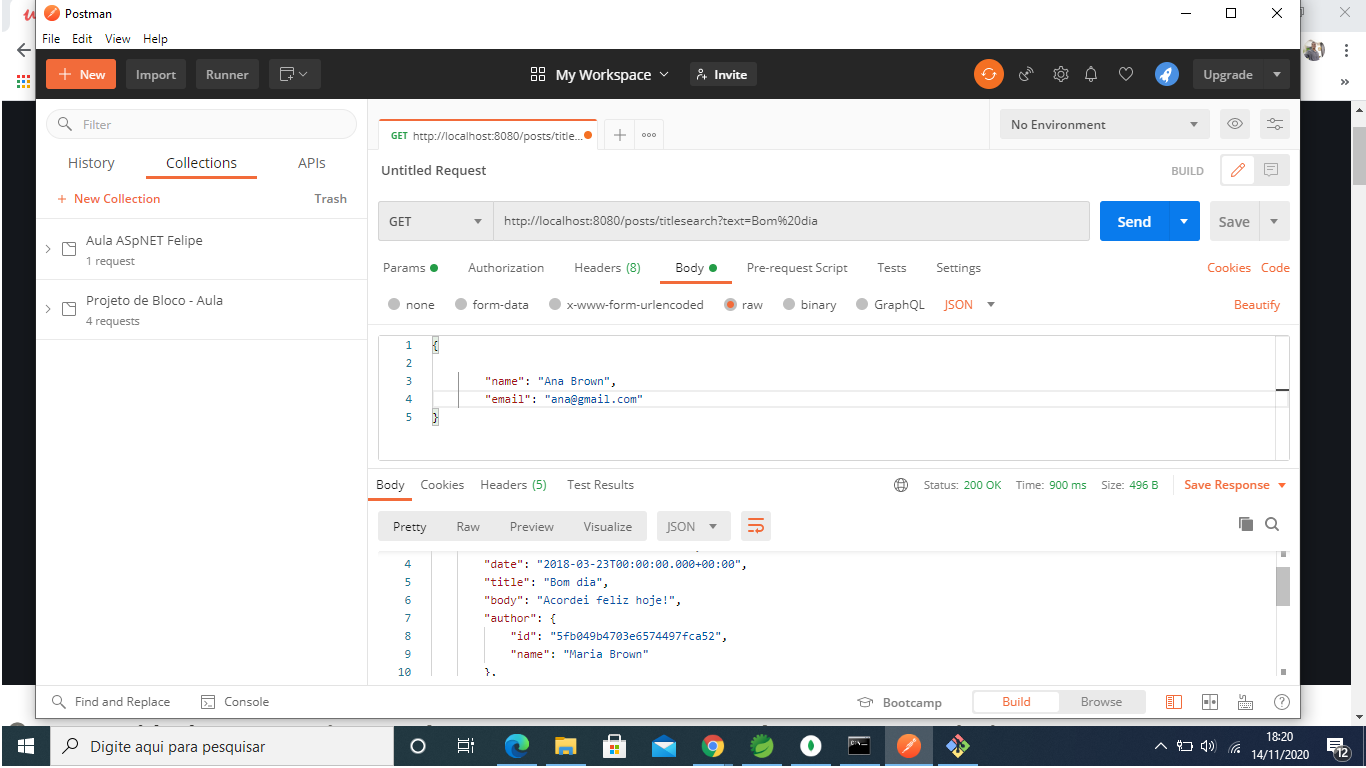 Postman
File Edit View Help
+ New Import Runner My Workspace Invite Upgrade
Filter
History Collections APIs
+ New Collection Trash
Aula ASpNET Felipe
1 request
Projeto de Bloco - Aula
4 requests
GET http://localhost:8080/posts/title... + ooo No Environment
Untitled Request BUILD
GET http://localhost:8080/posts/titlesearch?text=Bom%20dia Send Save
Params Authorization Headers (8) Body Pre-request Script Tests Settings Cookies Code
none form-data x-www-form-urlencoded raw binary GraphQL JSON Beautify
1 {
2
3 "name": "Ana Brown",
4 "email": "ana@gmail.com"
5 }
Body Cookies Headers (5) Test Results Status: 200 OK Time: 900 ms Size: 496 B Save Response
Pretty Raw Preview Visualize JSON
4 "date": "2018-03-23T00:00:00.000+00:00",
5 "title": "Bom dia",
6 "body": "Acordei feliz hoje!",
7 "author": {
8 "id": "5fb049b4703e6574497fca52",
9 "name": "Maria Brown"
10 },
Find and Replace Console Bootcamp Build Browse
Digite aqui para pesquisar
18:20
14/11/2020
12